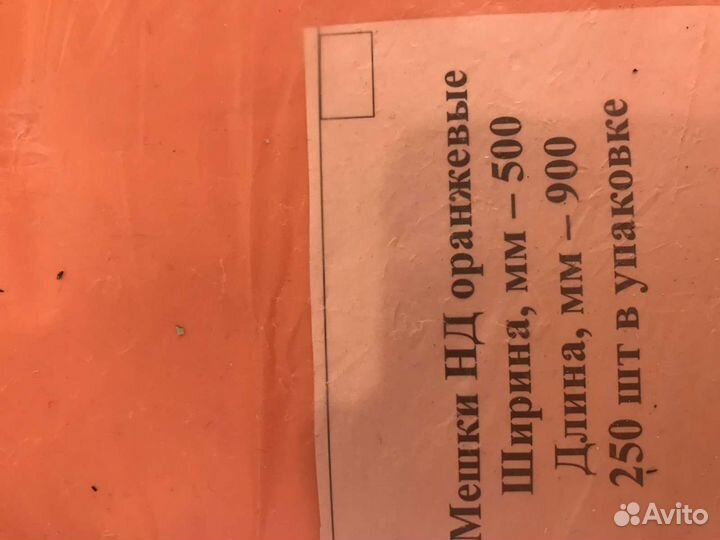 Мешки НД оранжевые
Ширина, мм – 500
Длина, мм – 900
250 шт в упаковке
Avito